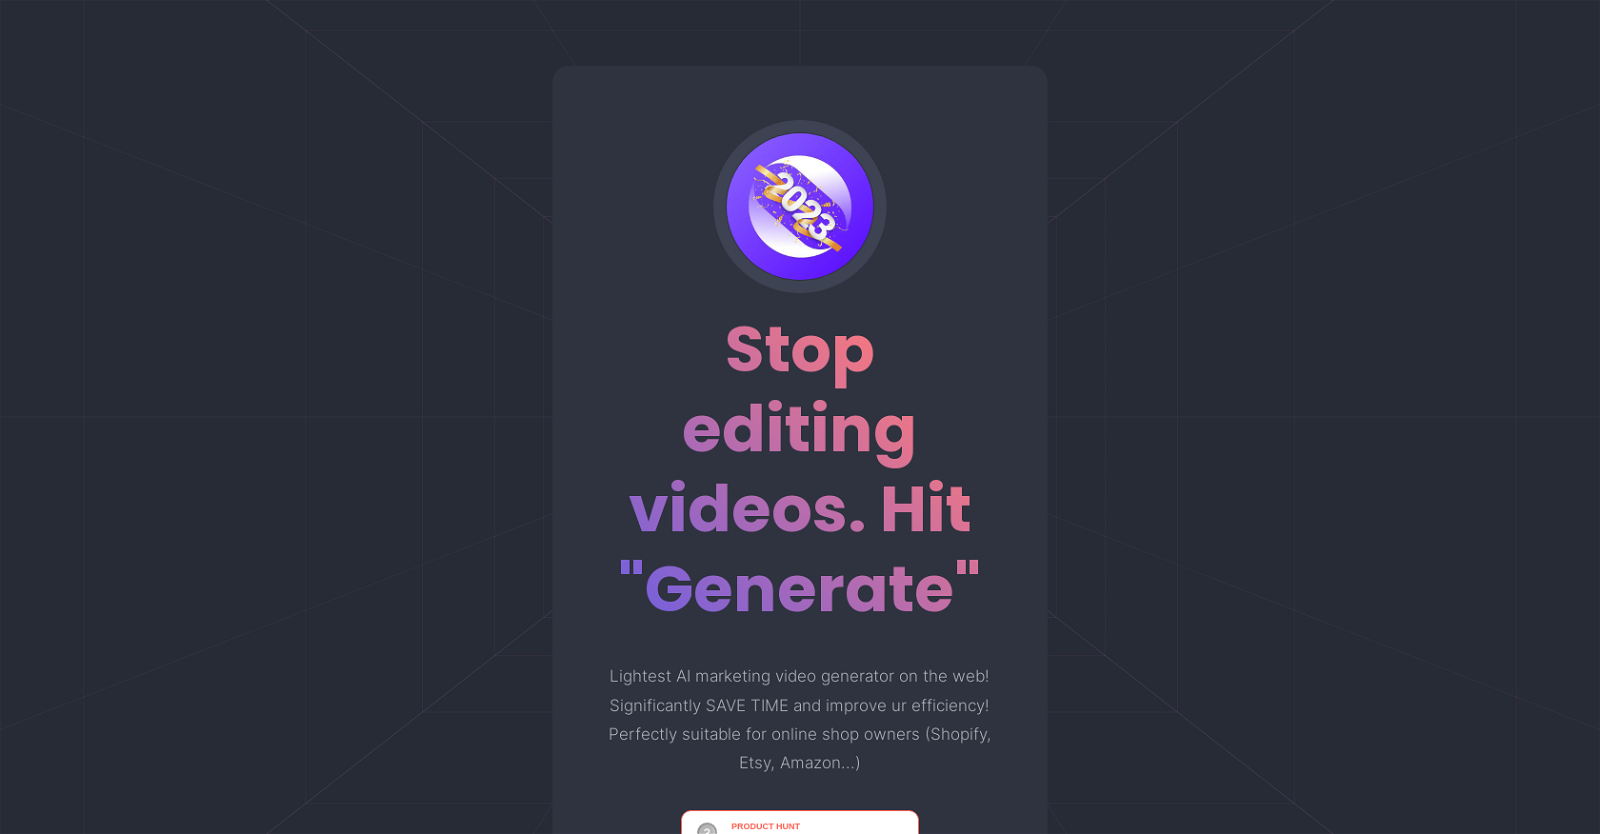 2023
Stop
editing
videos. Hit
"Generate"
Lightest AI marketing video generator on the web!
Significantly SAVE TIME and improve ur efficiency!
Perfectly suitable for online shop owners (Shopify,
Etsy, Amazon...)
PRODUCT HUNT